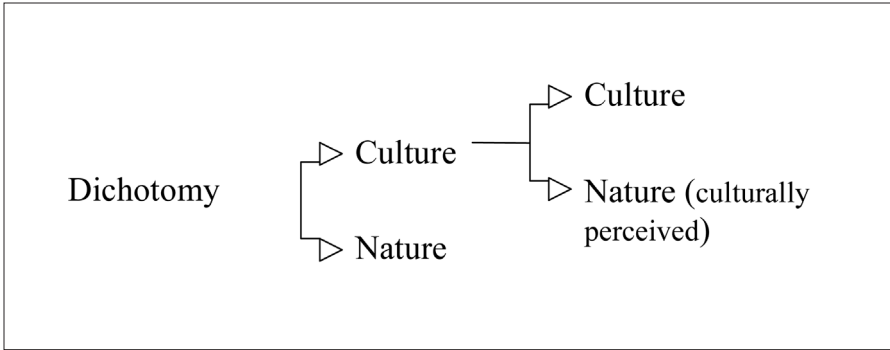 Dichotomy
Culture
Nature
Culture
Nature (culturally
perceived)